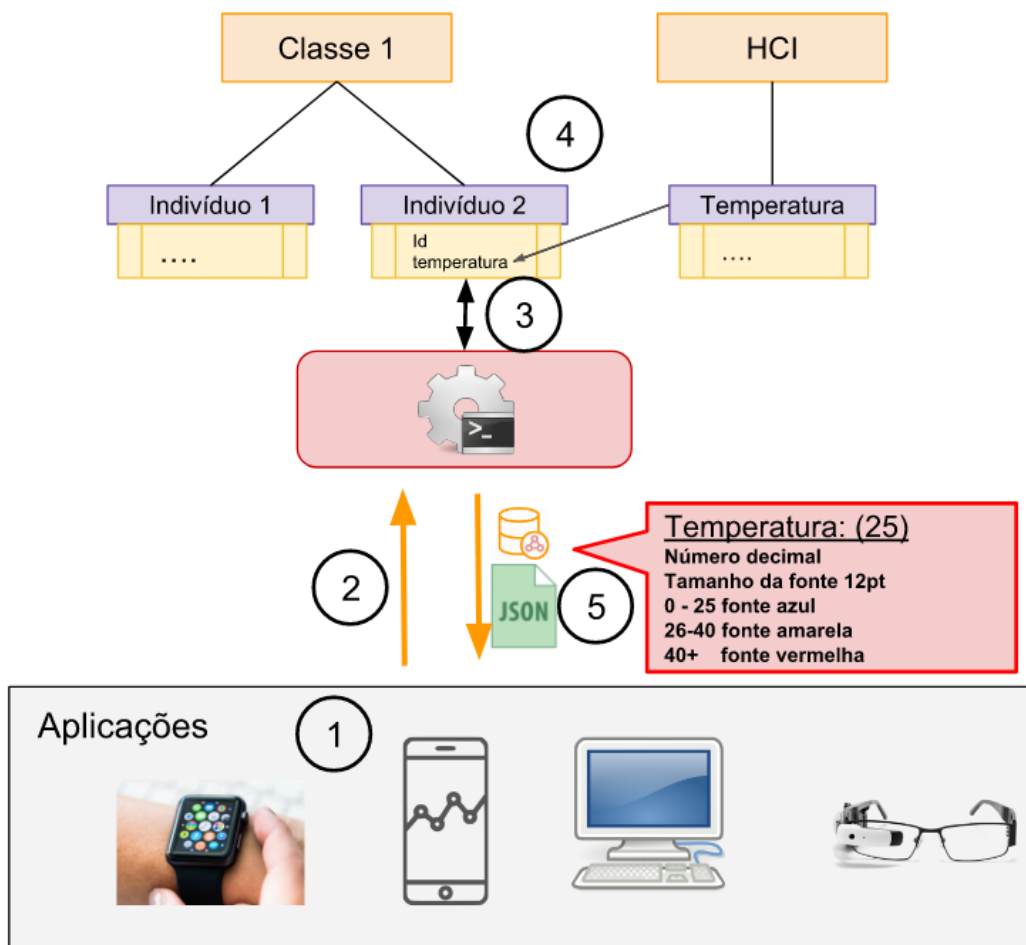 Classe 1
HCI
4
Indivíduo 1
Indivíduo 2
Temperatura
....
Id
temperatura
....
3
>_
2
JSON
5
Temperatura: (25)
Número decimal
Tamanho da fonte 12pt
0 - 25 fonte azul
26-40 fonte amarela
40+ fonte vermelha
Aplicações
1